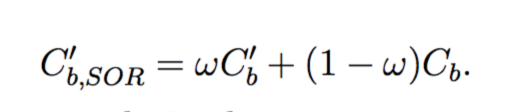 C′_{b,SOR} = ωC′_b + (1 − ω)C_b.